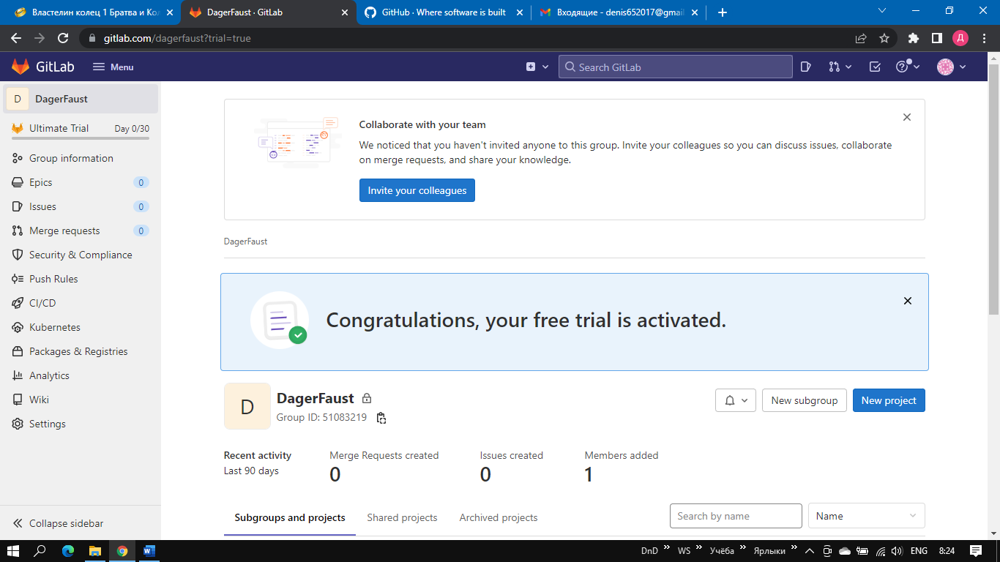 Властелин колец 1 Братва и Кол
DagerFaust · GitLab
GitHub · Where software is built
Входящие - denis652017@gmail
gitlab.com/dagerfaust?trial=true
Д
GitLab
Menu
Search GitLab
D DagerFaust
Ultimate Trial Day 0/30
Group information
Epics 0
Issues 0
Merge requests 0
Security & Compliance
Push Rules
CI/CD
Kubernetes
Packages & Registries
Analytics
Wiki
Settings
Collapse sidebar
Collaborate with your team
We noticed that you haven't invited anyone to this group. Invite your colleagues so you can discuss issues, collaborate
on merge requests, and share your knowledge.
Invite your colleagues
DagerFaust
Congratulations, your free trial is activated.
D
DagerFaust
Group ID: 51083219
New subgroup
New project
Recent activity
Last 90 days
Merge Requests created
0
Issues created
0
Members added
1
Subgroups and projects
Shared projects
Archived projects
Search by name
Name
DnD » WS » Учёба » Ярлыки » ENG 8:24